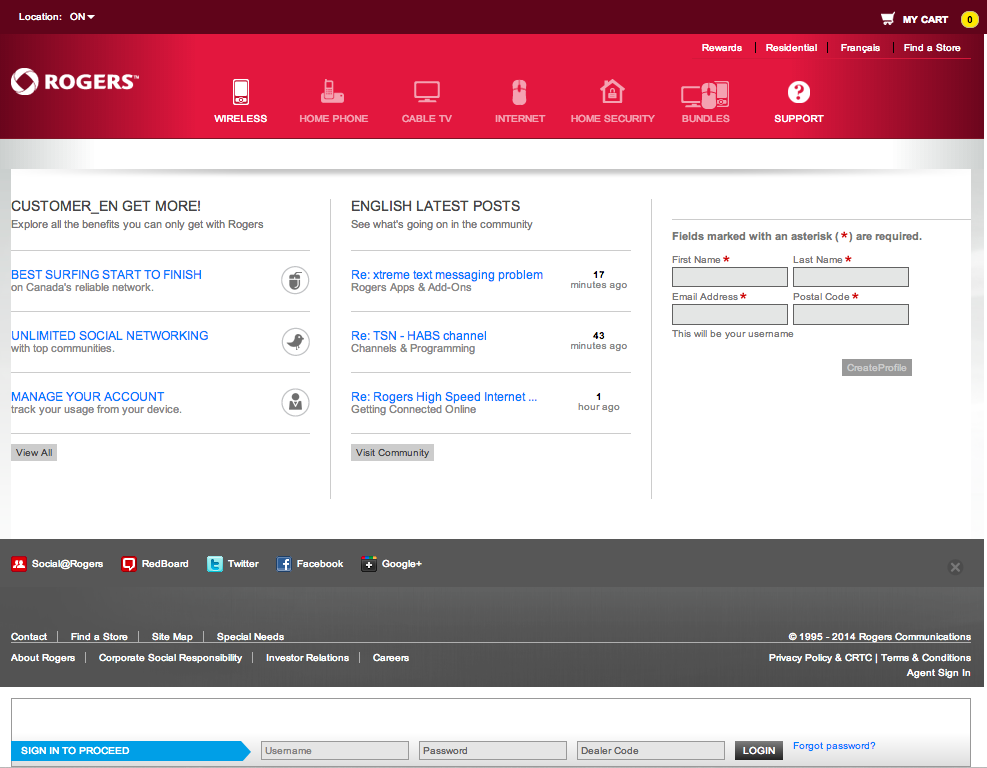 Location: ON
MY CART 0
Rewards Residential Français Find a Store
ROGERS™
WIRELESS HOME PHONE CABLE TV INTERNET HOME SECURITY BUNDLES SUPPORT
CUSTOMER_EN GET MORE!
Explore all the benefits you can only get with Rogers
BEST SURFING START TO FINISH
on Canada's reliable network.
UNLIMITED SOCIAL NETWORKING
with top communities.
MANAGE YOUR ACCOUNT
track your usage from your device.
View All
ENGLISH LATEST POSTS
See what's going on in the community
Re: xtreme text messaging problem
Rogers Apps & Add-Ons
17
minutes ago
Re: TSN - HABS channel
Channels & Programming
43
minutes ago
Re: Rogers High Speed Internet ...
Getting Connected Online
1
hour ago
Visit Community
Fields marked with an asterisk (*) are required.
First Name * Last Name *
Email Address * Postal Code *
This will be your username
CreateProfile
Social@Rogers RedBoard Twitter Facebook Google+
Contact Find a Store Site Map Special Needs
© 1995 - 2014 Rogers Communications
About Rogers Corporate Social Responsibility Investor Relations Careers
Privacy Policy & CRTC | Terms & Conditions
Agent Sign In
SIGN IN TO PROCEED Username Password Dealer Code LOGIN Forgot password?